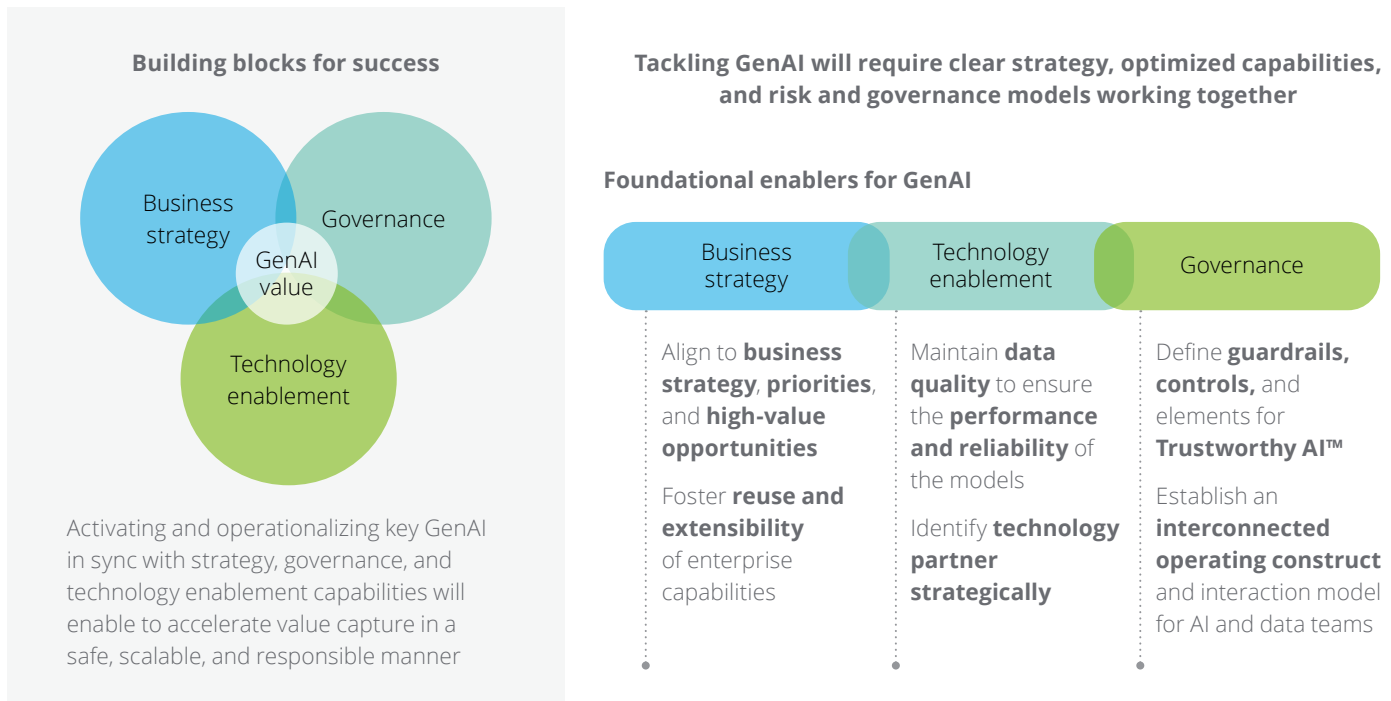 Building blocks for success
Business
strategy
Governance
GenAI
value
Technology
enablement
Activating and operationalizing key GenAI
in sync with strategy, governance, and
technology enablement capabilities will
enable to accelerate value capture in a
safe, scalable, and responsible manner
Tackling GenAI will require clear strategy, optimized capabilities,
and risk and governance models working together
Foundational enablers for GenAI
Business
strategy
Technology
enablement
Governance
Align to business
strategy, priorities,
and high-value
opportunities
Foster reuse and
extensibility
of enterprise
capabilities
Maintain data
quality to ensure
the performance
and reliability of
the models
Identify technology
partner
strategically
Define guardrails,
controls, and
elements for
Trustworthy AI™
Establish an
interconnected
operating construct
and interaction model
for AI and data teams